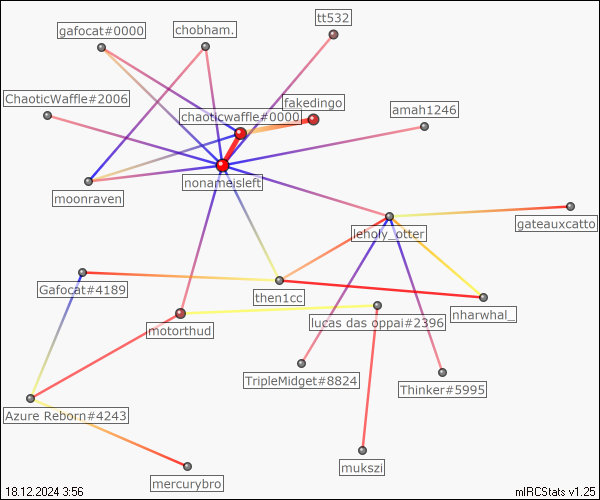 tt532
gafocat#0000
chobham.
ChaoticWaffle#2006
fakedingo
chaoticwaffle#0000
amah1246
nonameisleft
moonraven
gateauxcatto
leholy_otter
Gafocat#4189
then1cc
nharwhal_
lucas das oppai#2396
motorthud
TripleMidget#8824
Thinker#5995
Azure Reborn#4243
mukszi
mercurybro
18.12.2024 3:56
mIRCStats v1.25